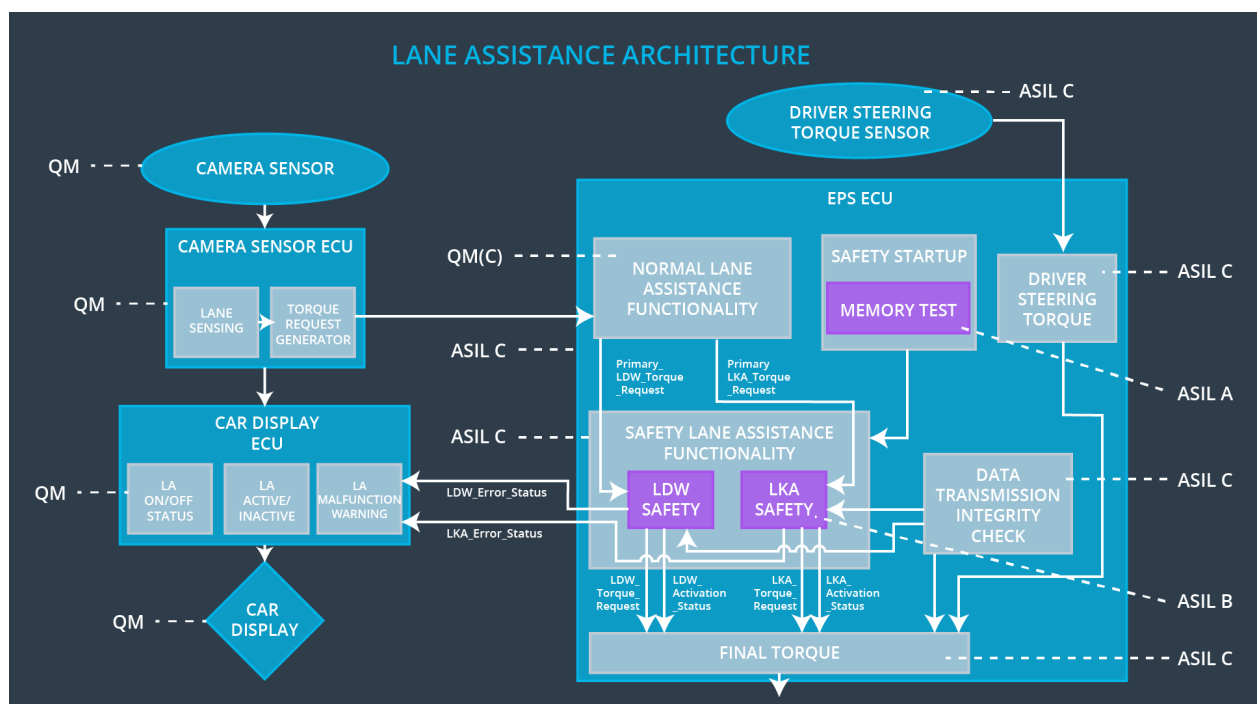 LANE ASSISTANCE ARCHITECTURE
ASIL C
DRIVER STEERING
TORQUE SENSOR
QM
CAMERA SENSOR
EPS ECU
CAMERA SENSOR ECU
QM(C)
NORMAL LANE
ASSISTANCE
FUNCTIONALITY
SAFETY STARTUP
MEMORY TEST
DRIVER
STEERING
TORQUE
ASIL C
QM
LANE
SENSING
TORQUE
REQUEST
GENERATOR
ASIL C
Primary_
LDW_Torque
_Request
Primary
LKA_Torque
_Request
ASIL A
CAR DISPLAY
ECU
ASIL C
SAFETY LANE ASSISTANCE
FUNCTIONALITY
QM
LA
ON/OFF
STATUS
LA
ACTIVE/
INACTIVE
LA
MALFUNCTION
WARNING
LDW_Error_Status
LKA_Error_Status
LDW
SAFETY
LKA
SAFETY
DATA
TRANSMISSION
INTEGRITY
CHECK
ASIL C
LDW_
Torque_
Request
LDW_
Activation
_Status
LKA_
Torque_
Request
LKA_
Activation
_Status
ASIL B
QM
CAR
DISPLAY
FINAL TORQUE
ASIL C